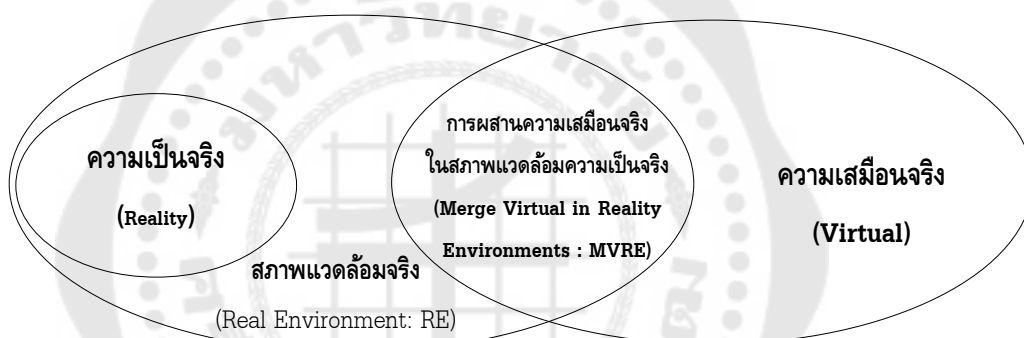 ความเป็นจริง
(Reality)
สภาพแวดล้อมจริง
(Real Environment: RE)
การผสานความเสมือนจริง
ในสภาพแวดล้อมความเป็นจริง
(Merge Virtual in Reality
Environments : MVRE)
ความเสมือนจริง
(Virtual)